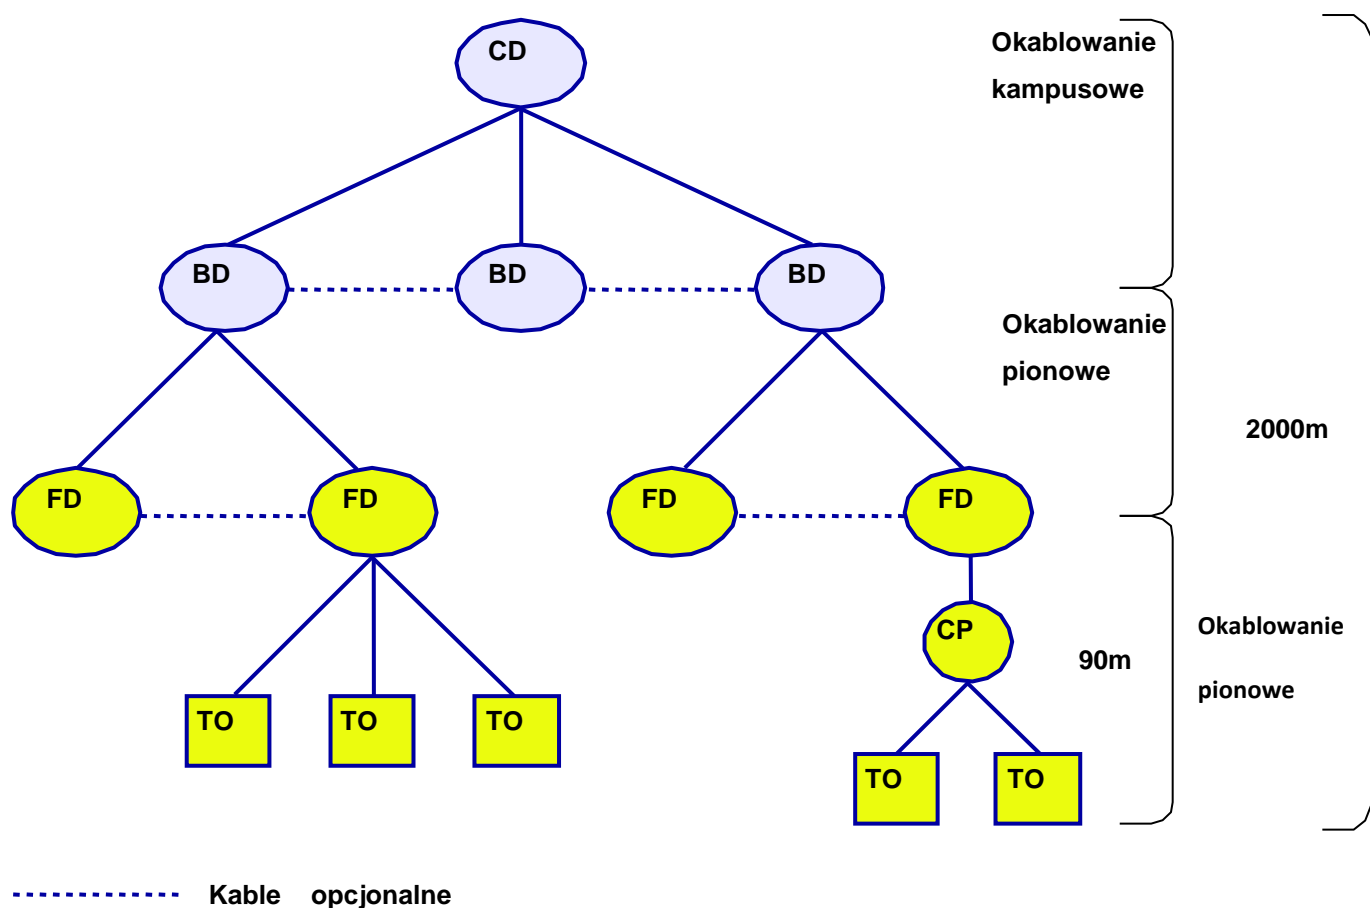 CD
Okablowanie
kampusowe
BD
BD
BD
Okablowanie
pionowe
2000m
FD
FD
FD
FD
CP
90m
Okablowanie
pionowe
TO
TO
TO
TO
TO
Kable opcjonalne